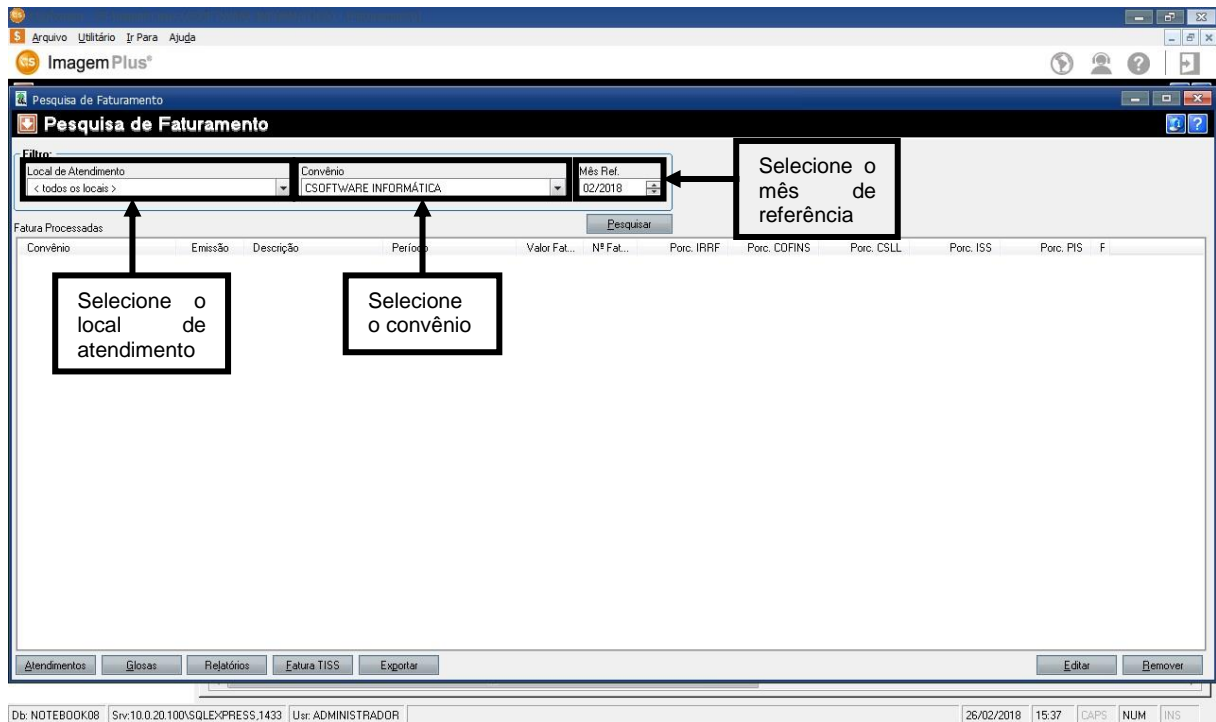 Arquivo Utilitário Ir Para Ajuda
ImagemPlus®
Pesquisa de Faturamento
Pesquisa de Faturamento
Filtro:
Local de Atendimento Convênio Mês Ref.
< todos os locais > CSOFTWARE INFORMÁTICA 02/2018
Selecione o
mês de
referência
Pesquisar
Fatura Processadas
Convênio Emissão Descrição Período Valor Fat... Nº Fat... Porc. IRRF Porc. COFINS Porc. CSLL Porc. ISS Porc. PIS F
Selecione o
local de
atendimento
Selecione
o convênio
Atendimentos Glosas Relatórios Fatura TISS Exportar Editar Remover
Db: NOTEBOOK08 Srv:10.0.20.100\SQLEXPRESS,1433 Usr: ADMINISTRADOR 26/02/2018 15:37 CAPS NUM INS